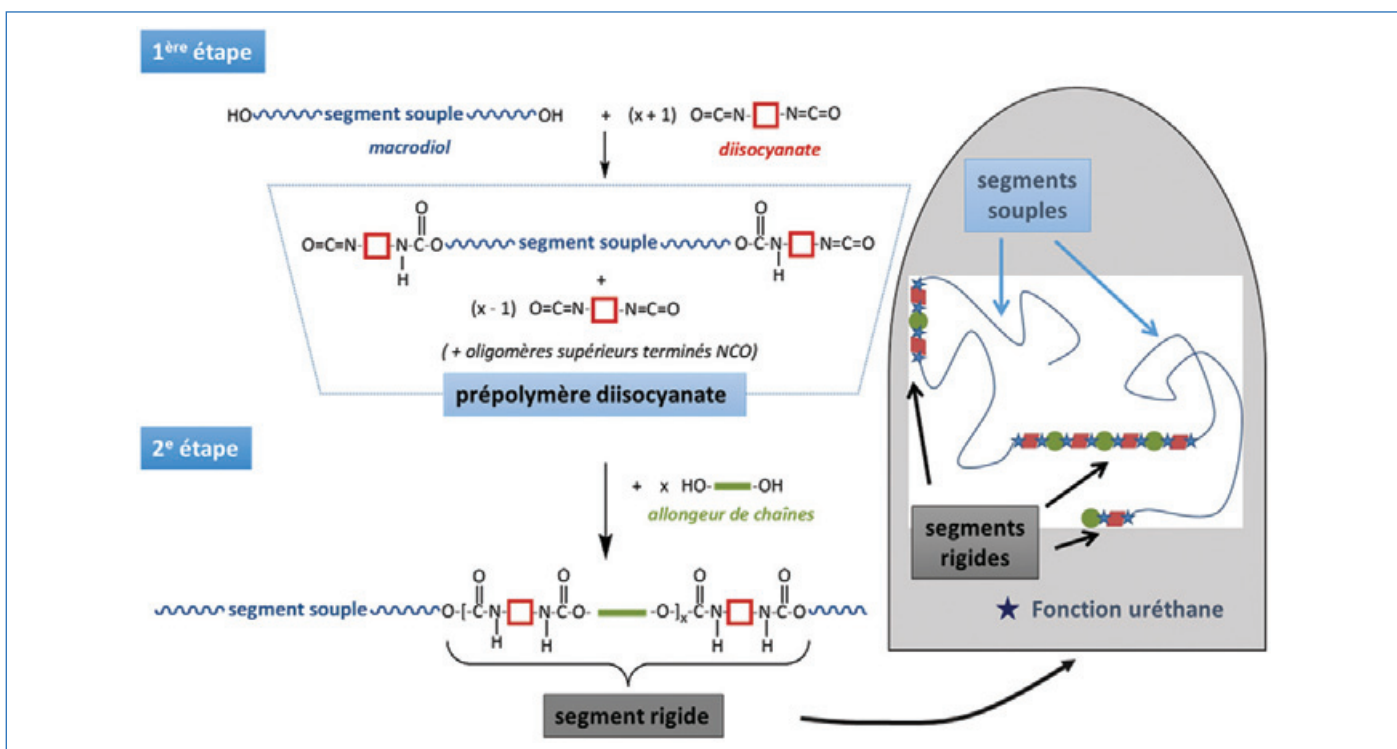 1ère étape
HO segment souple OH + (x + 1) O=C=N- -N=C=O
macrodiol diisocyanate
O O
O=C=N- -N-C-O segment souple O-C-N- -N=C=O
H H
+
(x - 1) O=C=N- -N=C=O
( + oligomères supérieurs terminés NCO)
prépolymère diisocyanate
2e étape
+ x HO- -OH
allongeur de chaînes
O O O O
segment souple O-[-C-N- -N-C-O- -O-]x-C-N- -N-C-O
H H H H
segment rigide
segments
souples
segments
rigides
Fonction uréthane